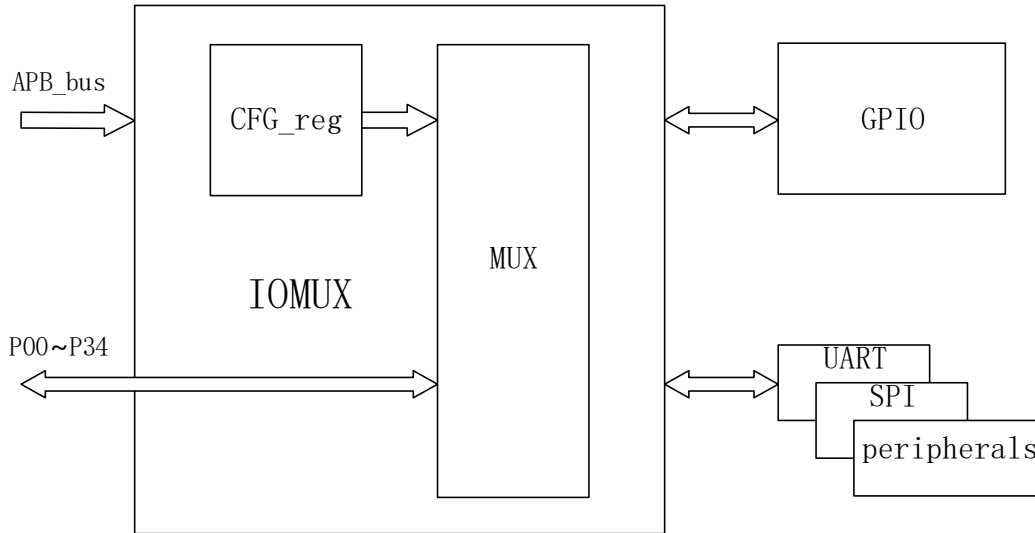 APB_bus
CFG_reg
GPIO
MUX
IOMUX
P00~P34
UART
SPI
peripherals